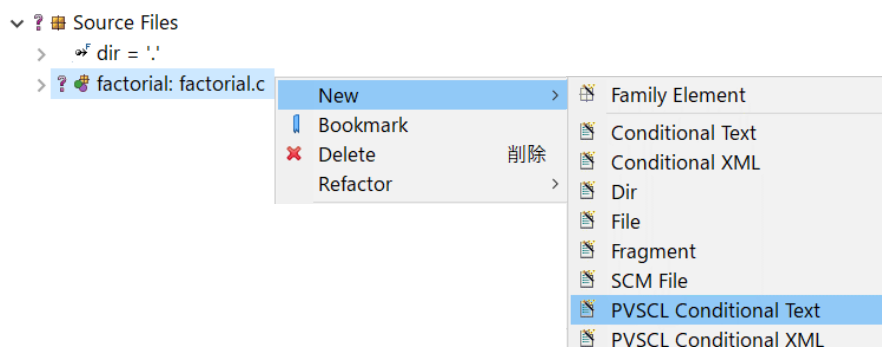 Source Files
dir = '.'
factorial: factorial.c
New
Bookmark
Delete 削除
Refactor
Family Element
Conditional Text
Conditional XML
Dir
File
Fragment
SCM File
PVSCL Conditional Text
PVSCL Conditional XML